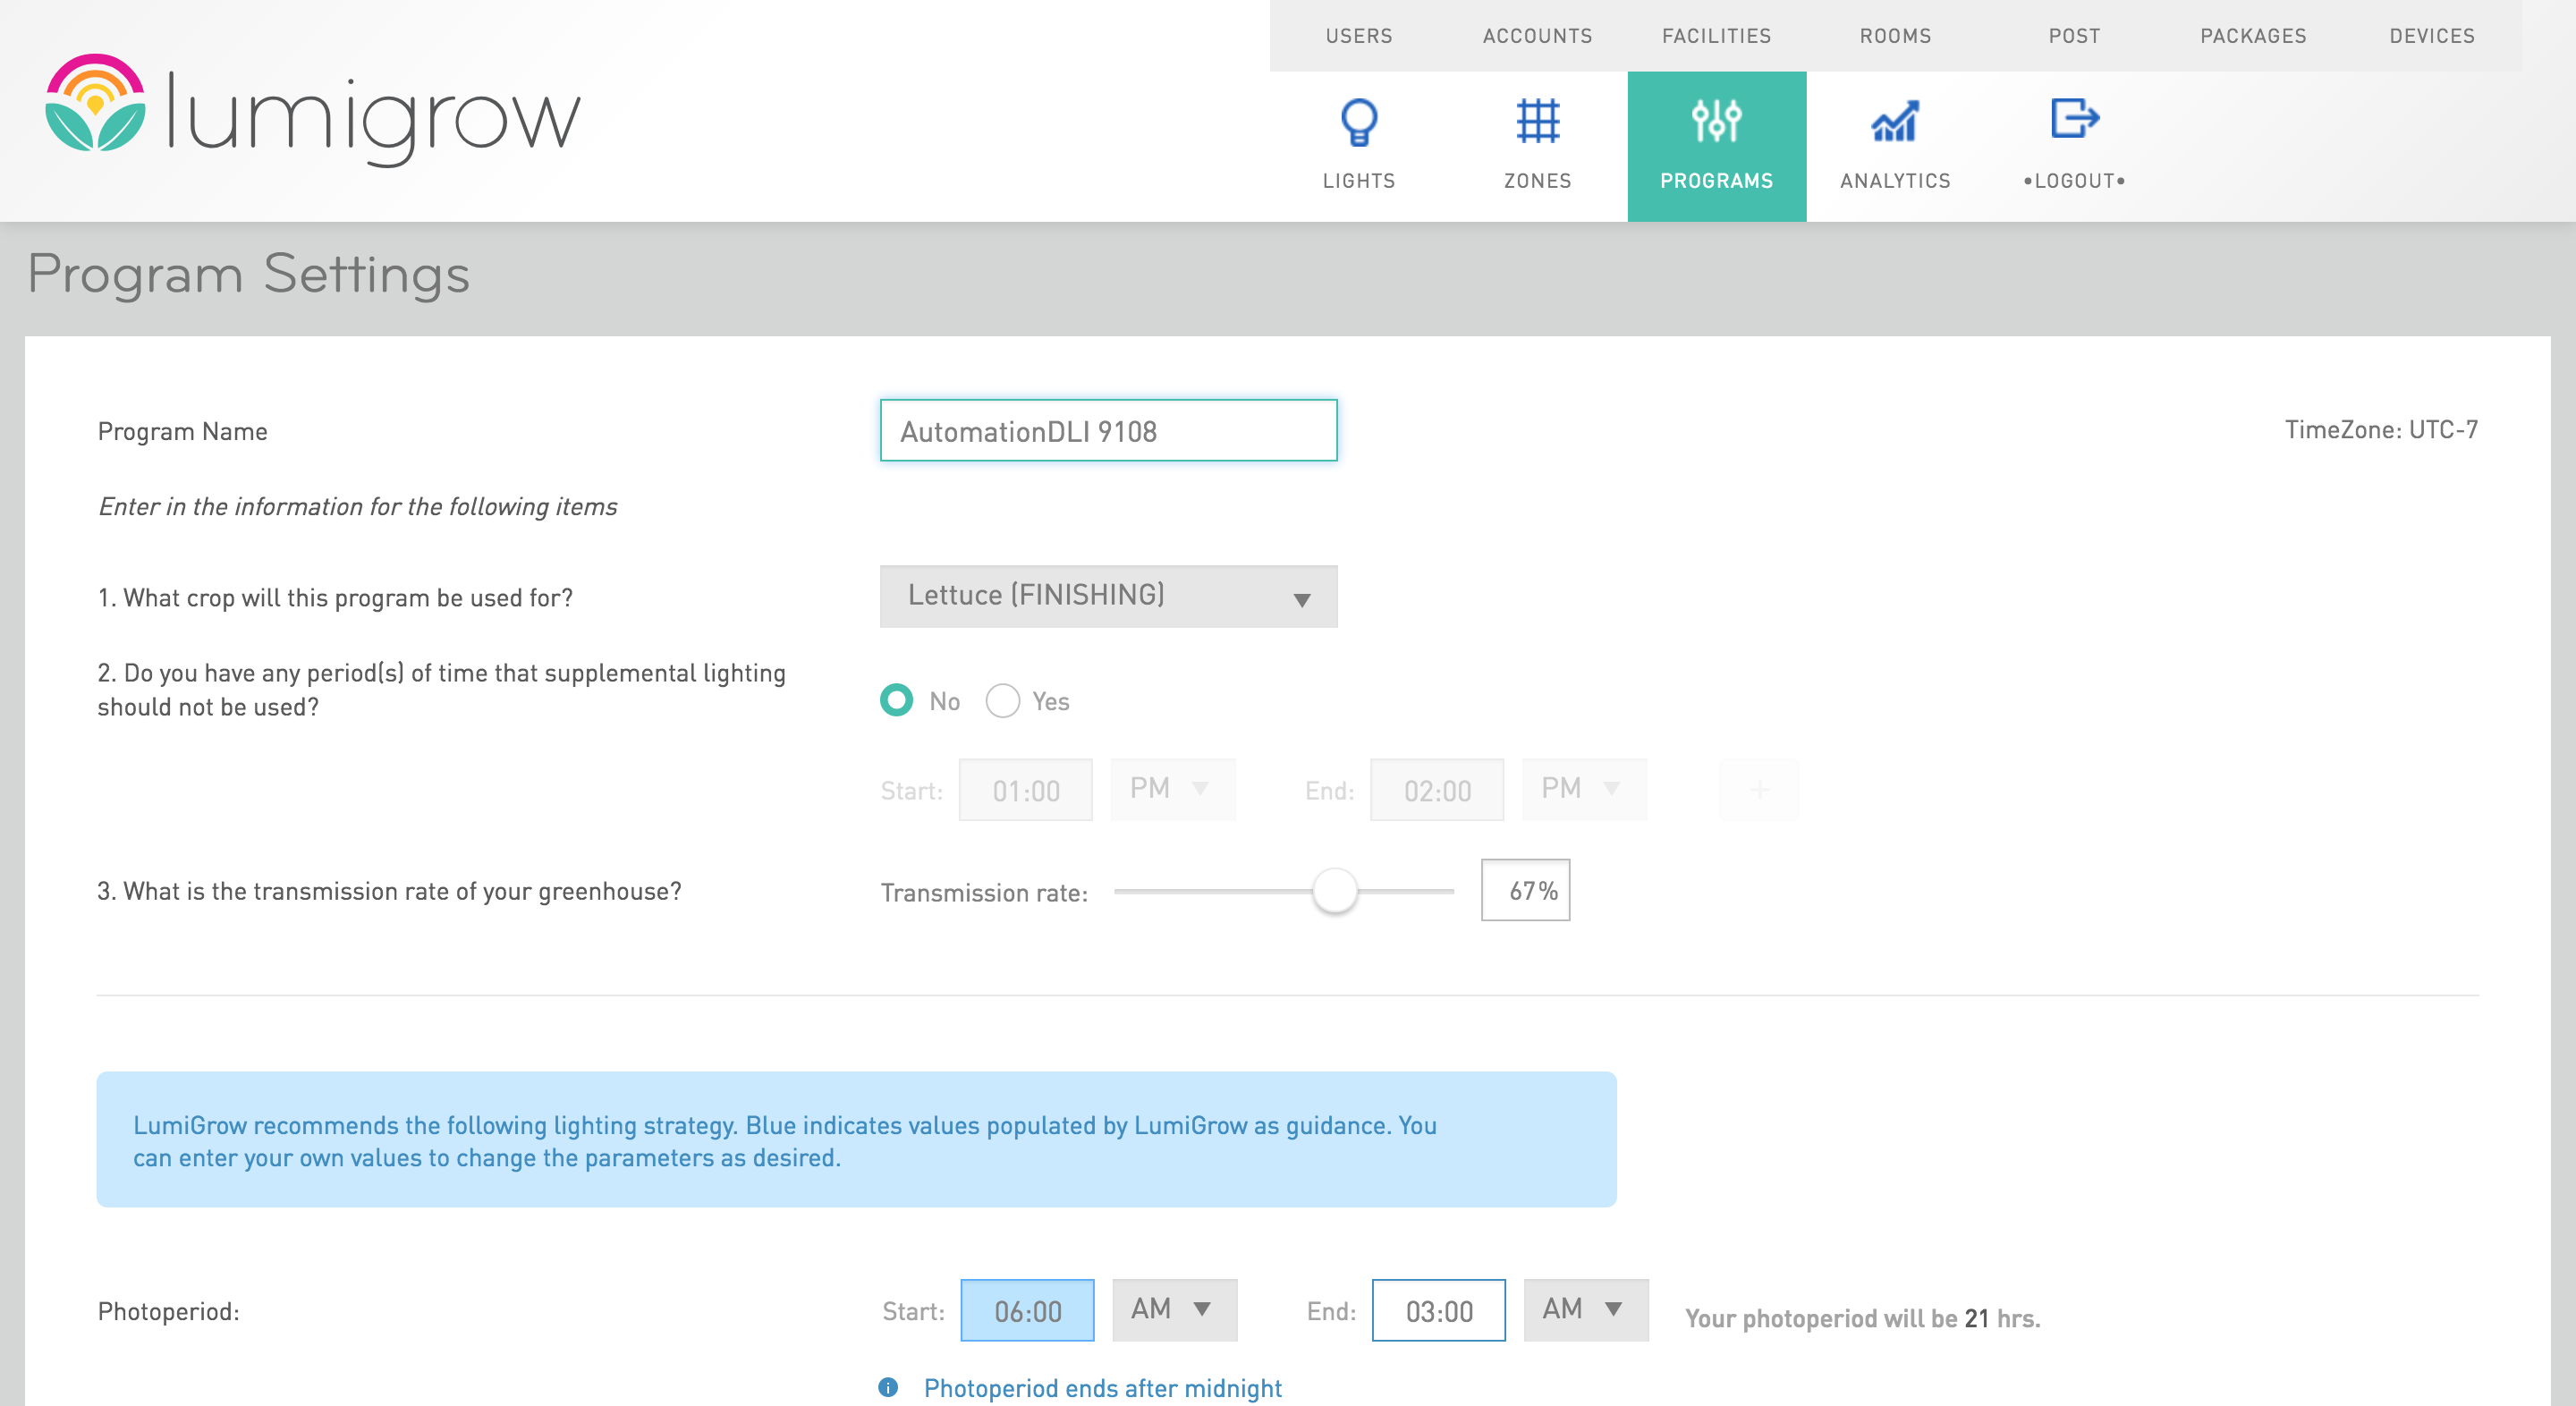 USERS ACCOUNTS FACILITIES ROOMS POST PACKAGES DEVICES
lumigrow
LIGHTS ZONES PROGRAMS ANALYTICS •LOGOUT•
Program Settings
Program Name AutomationDLI 9108 TimeZone: UTC-7
Enter in the information for the following items
1. What crop will this program be used for? Lettuce (FINISHING)
2. Do you have any period(s) of time that supplemental lighting
should not be used?
No Yes
Start: 01:00 PM End: 02:00 PM +
3. What is the transmission rate of your greenhouse? Transmission rate: 67%
LumiGrow recommends the following lighting strategy. Blue indicates values populated by LumiGrow as guidance. You
can enter your own values to change the parameters as desired.
Photoperiod: Start: 06:00 AM End: 03:00 AM Your photoperiod will be 21 hrs.
Photoperiod ends after midnight